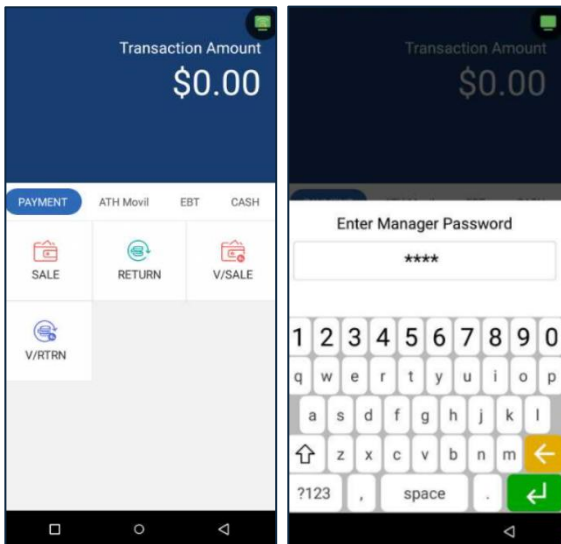 Transaction Amount
$0.00
PAYMENT ATH Movil EBT CASH
SALE RETURN V/SALE
V/RTRN
Transaction Amount
$0.00
Enter Manager Password
****
1 2 3 4 5 6 7 8 9 0
q w e r t y u i o p
a s d f g h j k l
z x c v b n m
?123 , space .